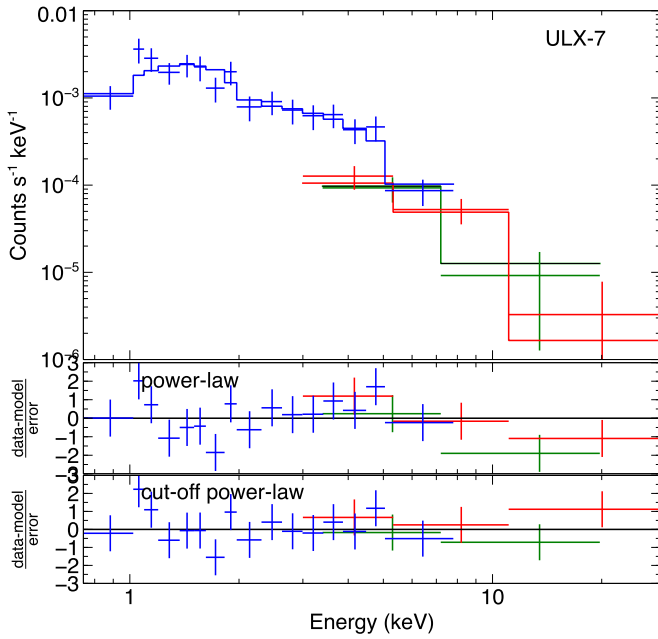 ULX-7
0.01
10⁻³
10⁻⁴
10⁻⁵
10⁻⁶
Counts s⁻¹ keV⁻¹
power-law
3
2
1
0
−1
−2
−3
data-model
error
cut-off power-law
3
2
1
0
−1
−2
−3
data-model
error
1
10
Energy (keV)